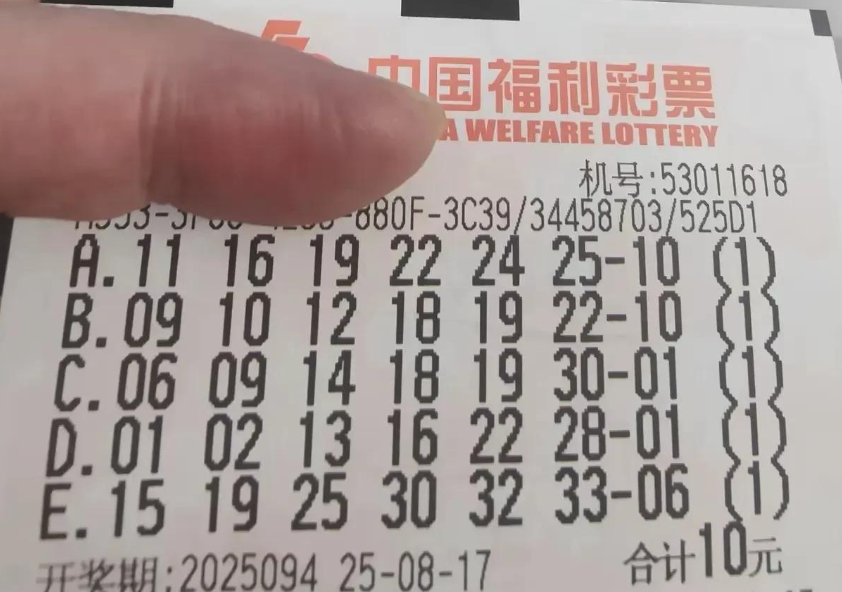 中国福利彩票
A WELFARE LOTTERY
机号:53011618
-880F-3C39/34458703/525D1
A.11 16 19 22 24 25-10 (1)
B.09 10 12 18 19 22-10 (1)
C.06 09 14 18 19 30-01 (1)
D.01 02 13 16 22 28-01 (1)
E.15 19 25 30 32 33-06 (1)
开奖期:2025094 25-08-17
合计10元